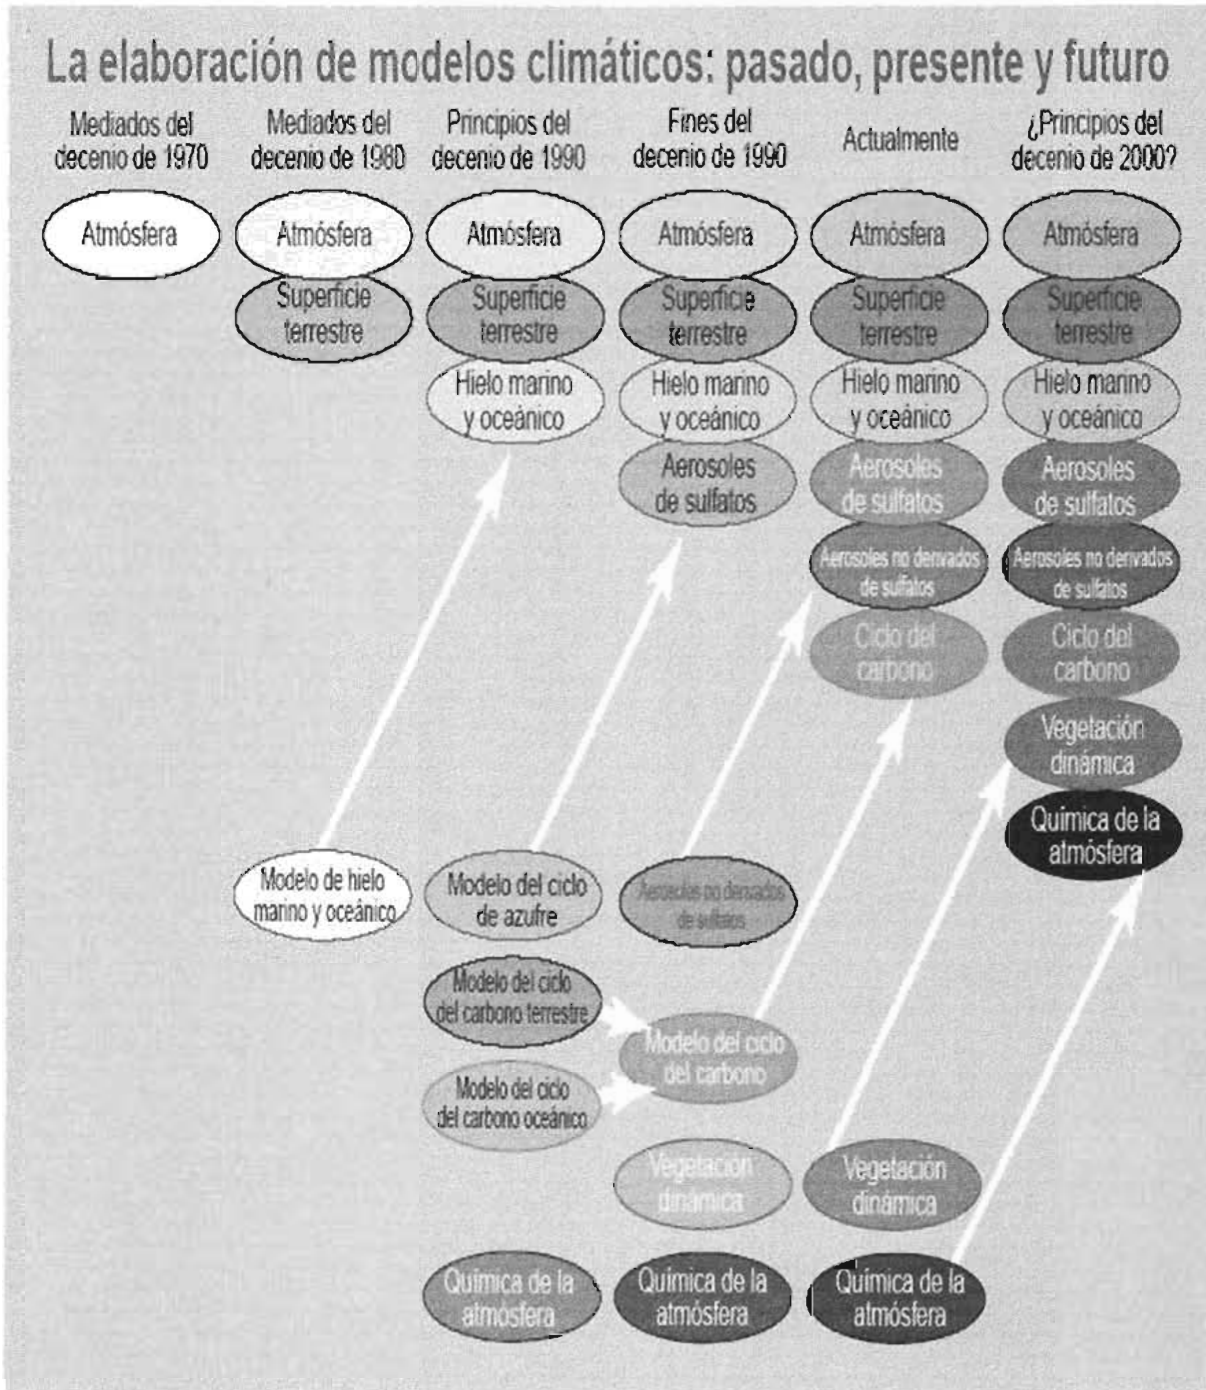 La elaboración de modelos climáticos: pasado, presente y futuro
Mediados del
decenio de 1970
Mediados del
decenio de 1980
Principios del
decenio de 1990
Fines del
decenio de 1990
Actualmente
¿Principios del
decenio de 2000?
Atmósfera
Atmósfera
Atmósfera
Atmósfera
Atmósfera
Atmósfera
Superficie
terrestre
Superficie
terrestre
Superficie
terrestre
Superficie
terrestre
Superficie
terrestre
Hielo marino
y oceánico
Hielo marino
y oceánico
Hielo marino
y oceánico
Hielo marino
y oceánico
Aerosoles
de sulfatos
Aerosoles
de sulfatos
Aerosoles
de sulfatos
Aerosoles no derivados
de sulfatos
Aerosoles no derivados
de sulfatos
Ciclo del
carbono
Ciclo del
carbono
Vegetación
dinámica
Química de la
atmósfera
Modelo de hielo
marino y oceánico
Modelo del ciclo
de azufre
Aerosoles no derivados
de sulfatos
Modelo del ciclo
del carbono terrestre
Modelo del ciclo
del carbono
Modelo del ciclo
del carbono oceánico
Vegetación
dinámica
Vegetación
dinámica
Química de la
atmósfera
Química de la
atmósfera
Química de la
atmósfera